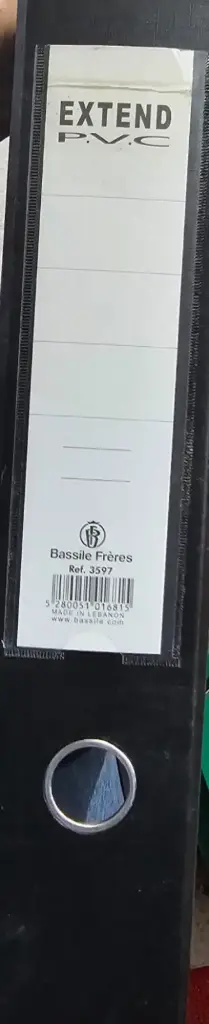 EXTEND
P.V.C
Bassile Frères
Ref. 3597
5 280051 016815
MADE IN LEBANON
www.bassile.com